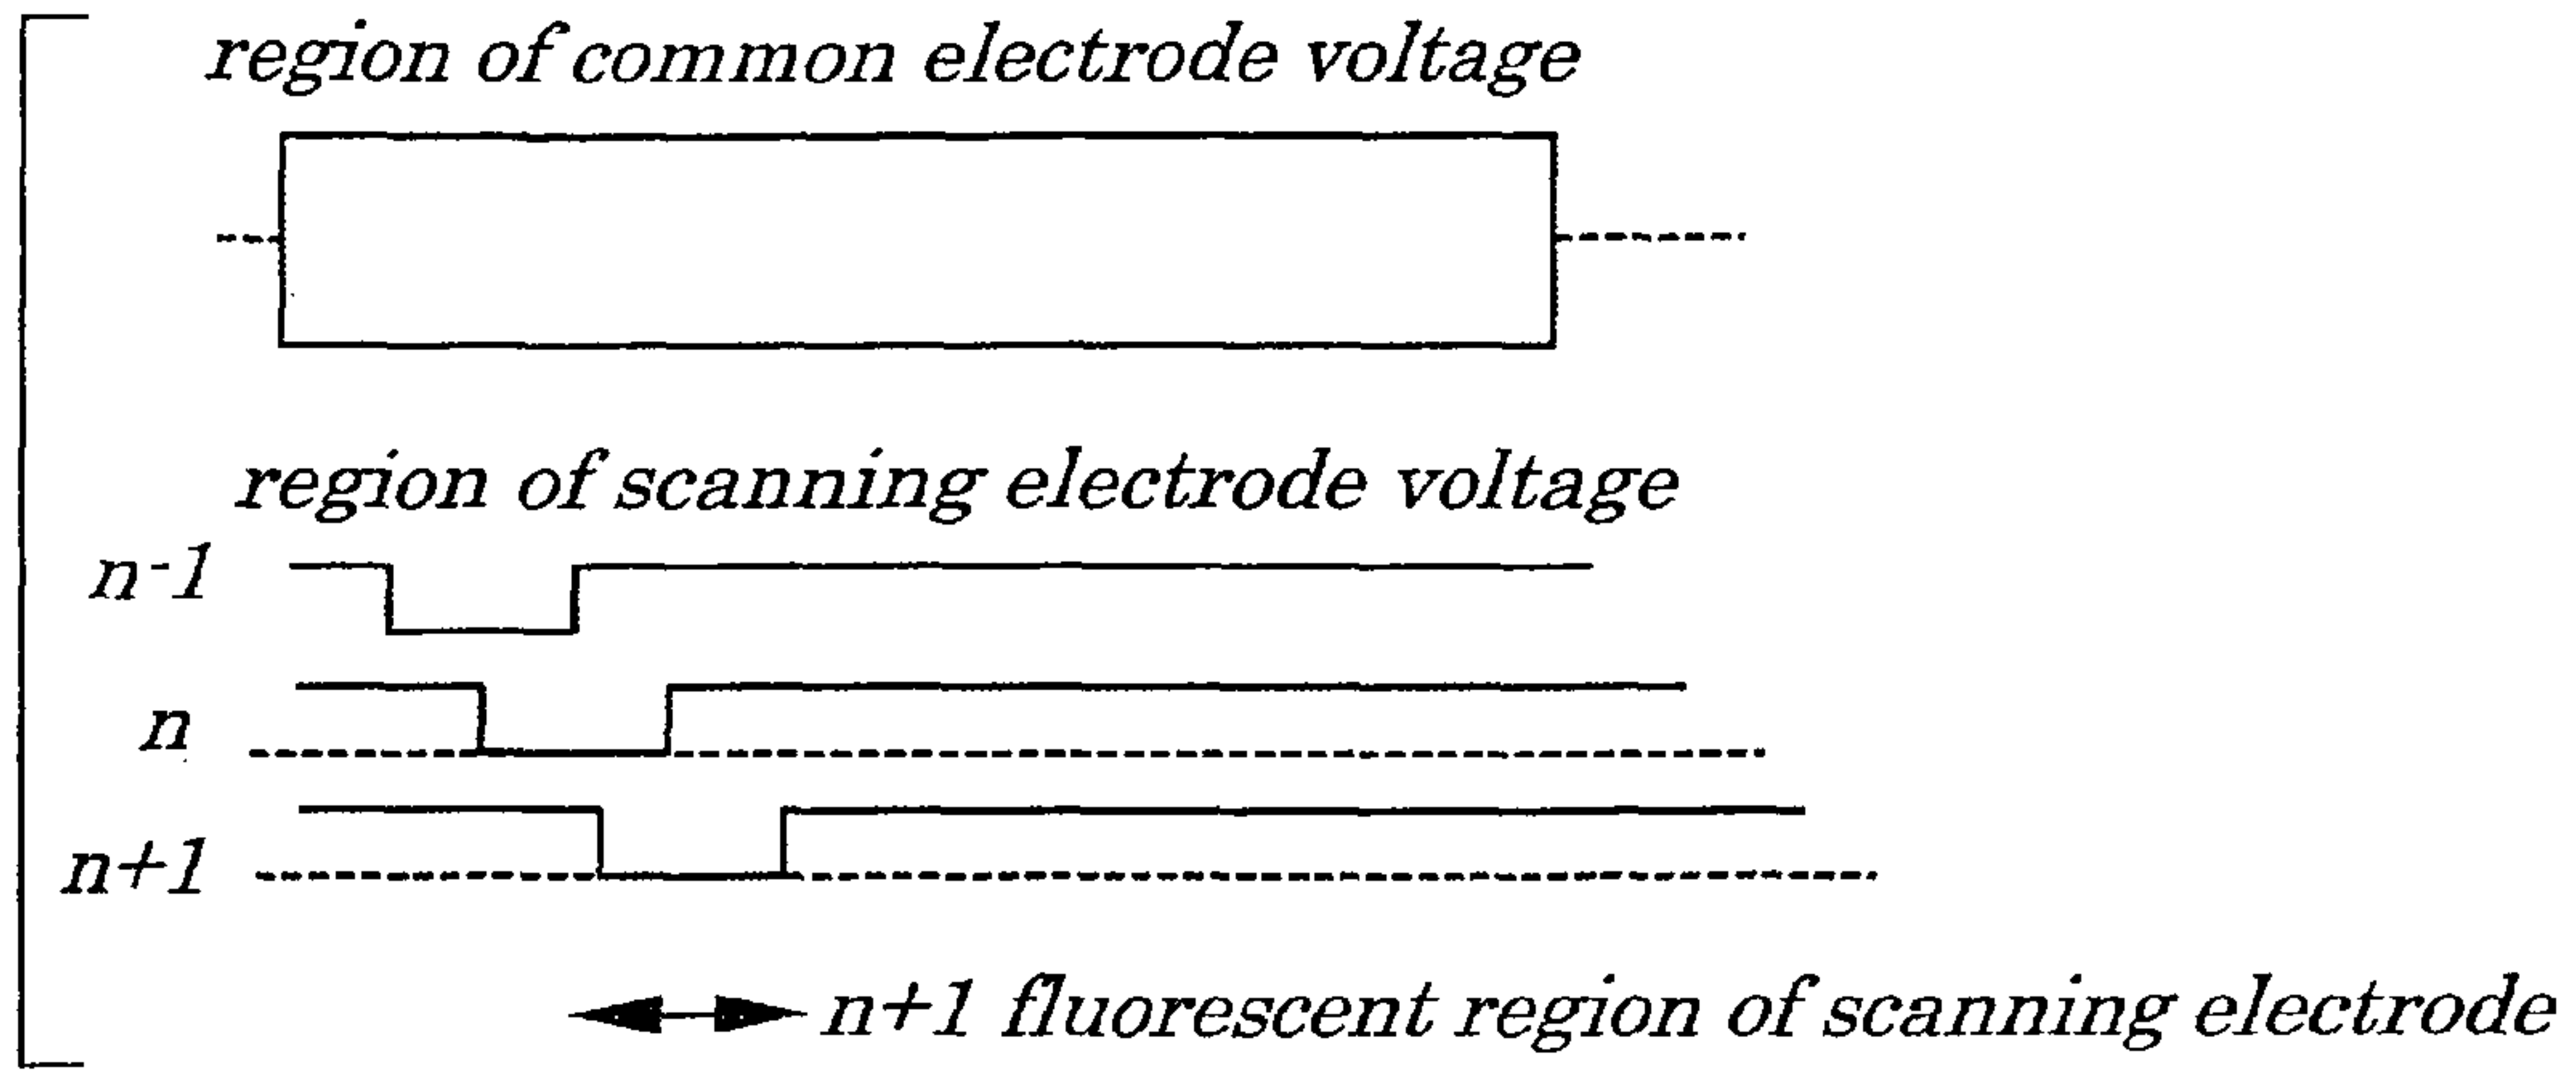 region of common electrode voltage
region of scanning electrode voltage
n-1
n
n+1
n+1 fluorescent region of scanning electrode